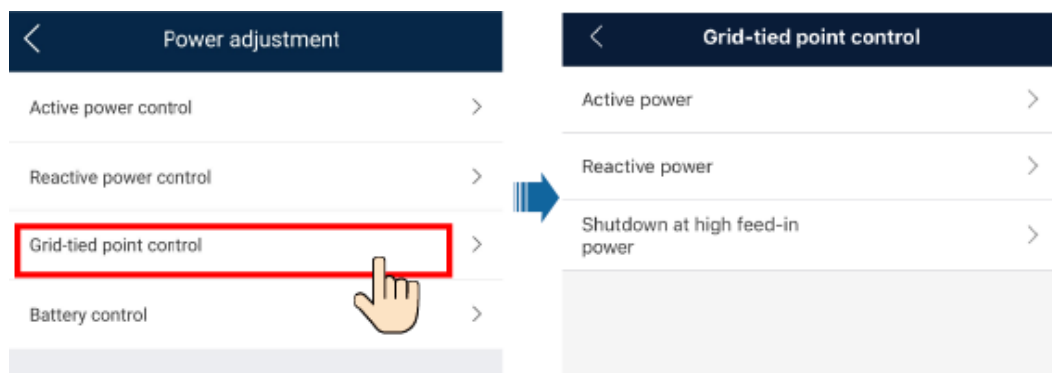 Power adjustment
Active power control
Reactive power control
Grid-tied point control
Battery control
Grid-tied point control
Active power
Reactive power
Shutdown at high feed-in
power